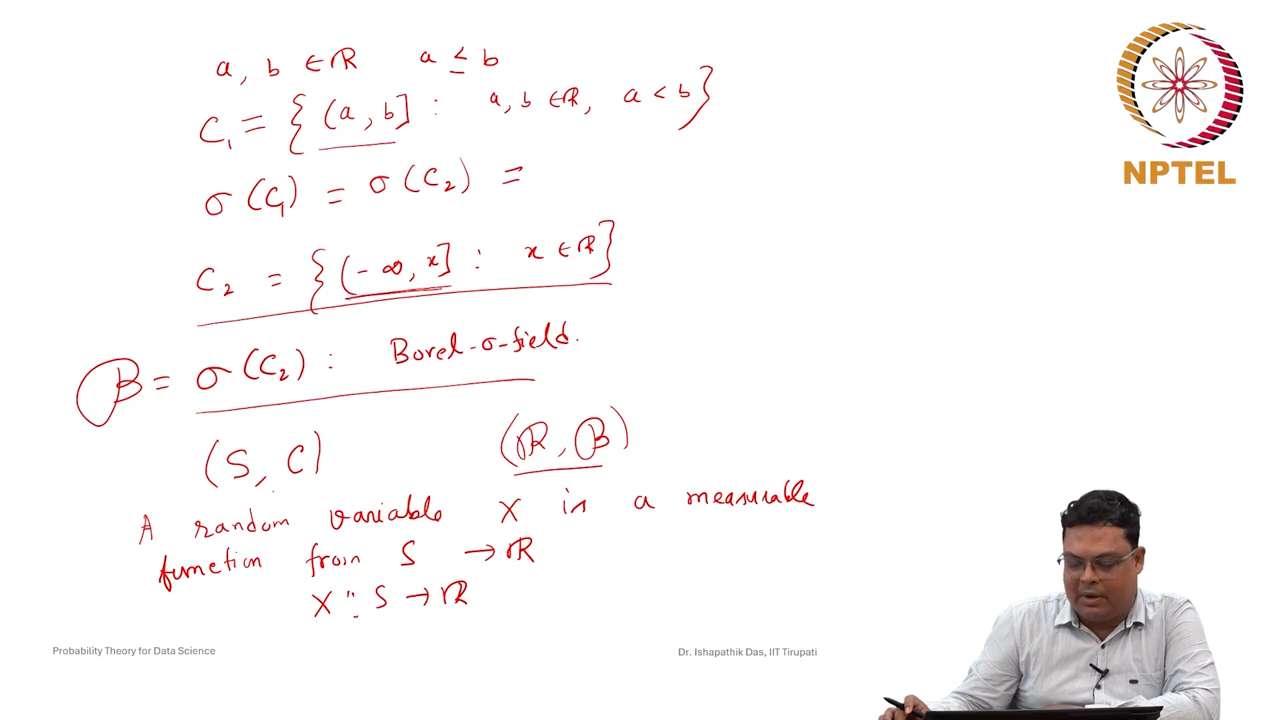 a, b ∈ ℝ a ≤ b
C₁ = { (a, b] : a, b ∈ ℝ, a < b }
σ(C₁) = σ(C₂) =
C₂ = { (-∞, x] : x ∈ ℝ }
B = σ(C₂) : Borel-σ-field.
(S, C) (ℝ, B)
A random variable X is a measurable
function from S → ℝ
X : S → ℝ
NPTEL
Probability Theory for Data Science
Dr. Ishapathik Das, IIT Tirupati